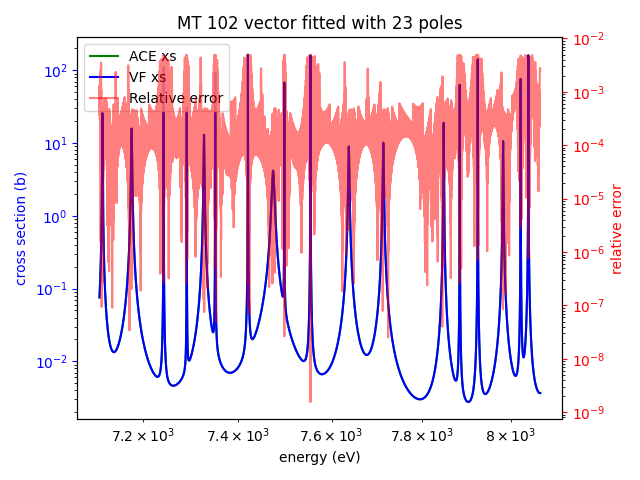 MT 102 vector fitted with 23 poles
ACE xs
VF xs
Relative error
cross section (b)
10² 10¹ 10⁰ 10⁻¹ 10⁻²
relative error
10⁻² 10⁻³ 10⁻⁴ 10⁻⁵ 10⁻⁶ 10⁻⁷ 10⁻⁸ 10⁻⁹
7.2 × 10³ 7.4 × 10³ 7.6 × 10³ 7.8 × 10³ 8 × 10³
energy (eV)